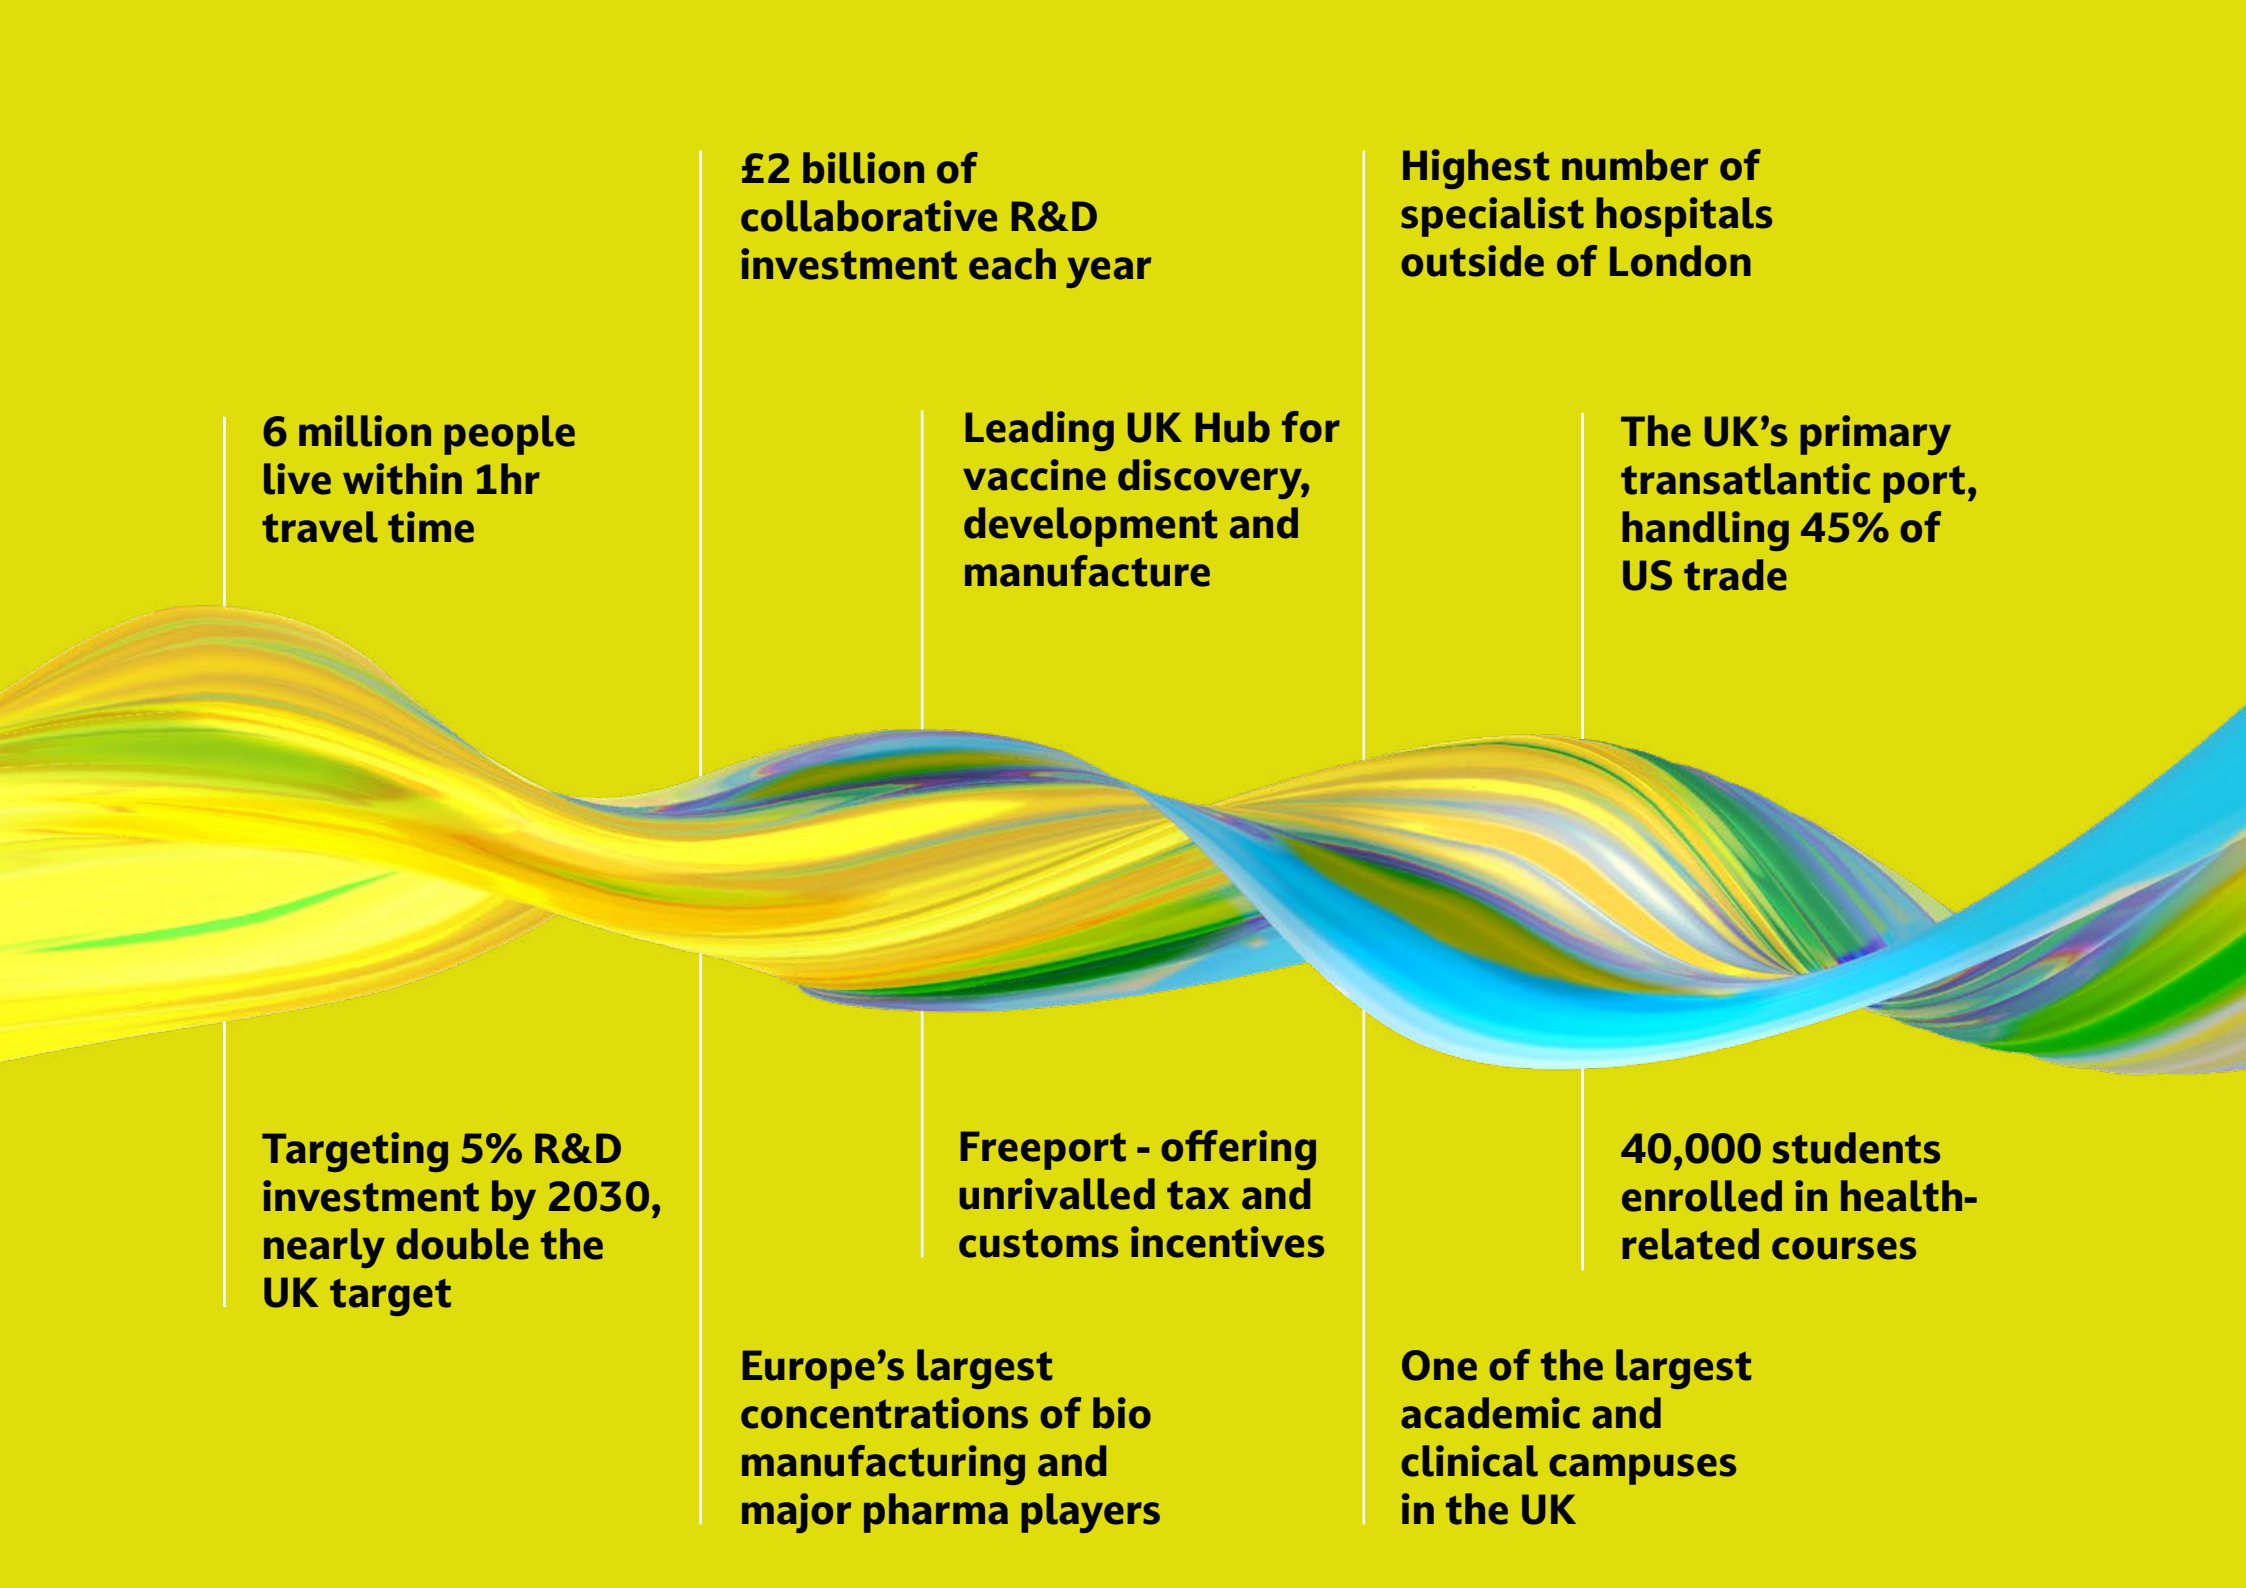 £2 billion of
collaborative R&D
investment each year
Highest number of
specialist hospitals
outside of London
6 million people
live within 1hr
travel time
Leading UK Hub for
vaccine discovery,
development and
manufacture
The UK’s primary
transatlantic port,
handling 45% of
US trade
Targeting 5% R&D
investment by 2030,
nearly double the
UK target
Freeport - offering
unrivalled tax and
customs incentives
40,000 students
enrolled in health-
related courses
Europe’s largest
concentrations of bio
manufacturing and
major pharma players
One of the largest
academic and
clinical campuses
in the UK